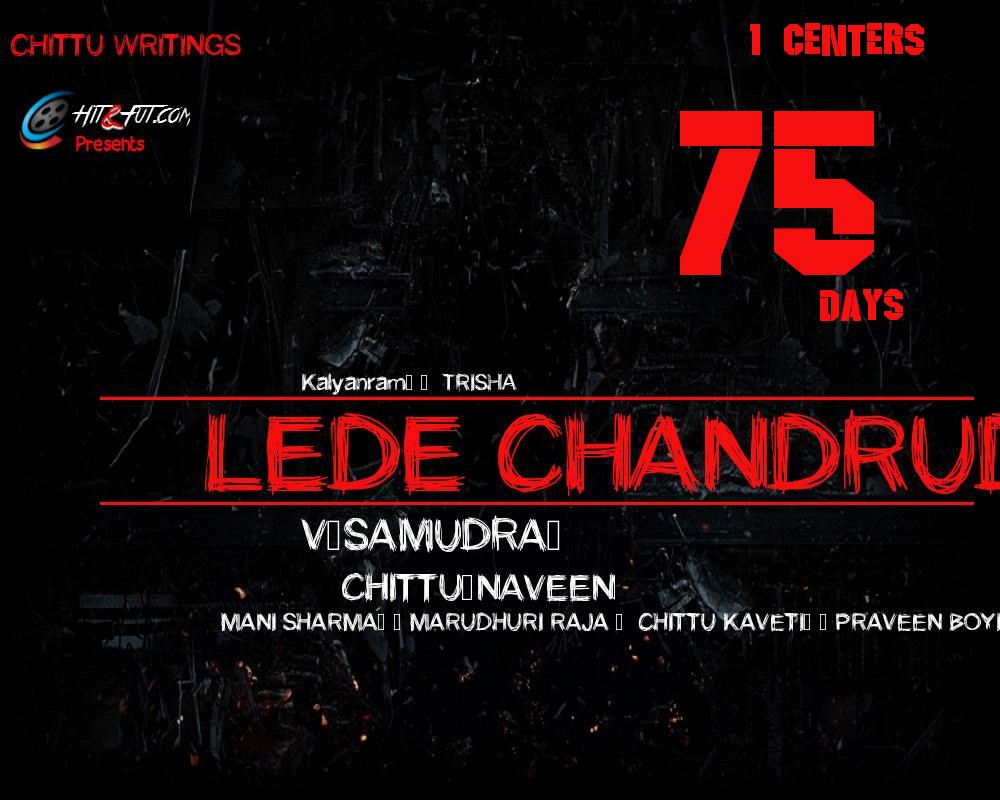 CHITTU WRITINGS
1 CENTERS
HIT&FUT.COM
Presents
75
DAYS
Kalyanram TRISHA
LEDE CHANDRUD
V SAMUDRA
CHITTU NAVEEN
MANI SHARMA MARUDHURI RAJA CHITTU KAVETI PRAVEEN BOY